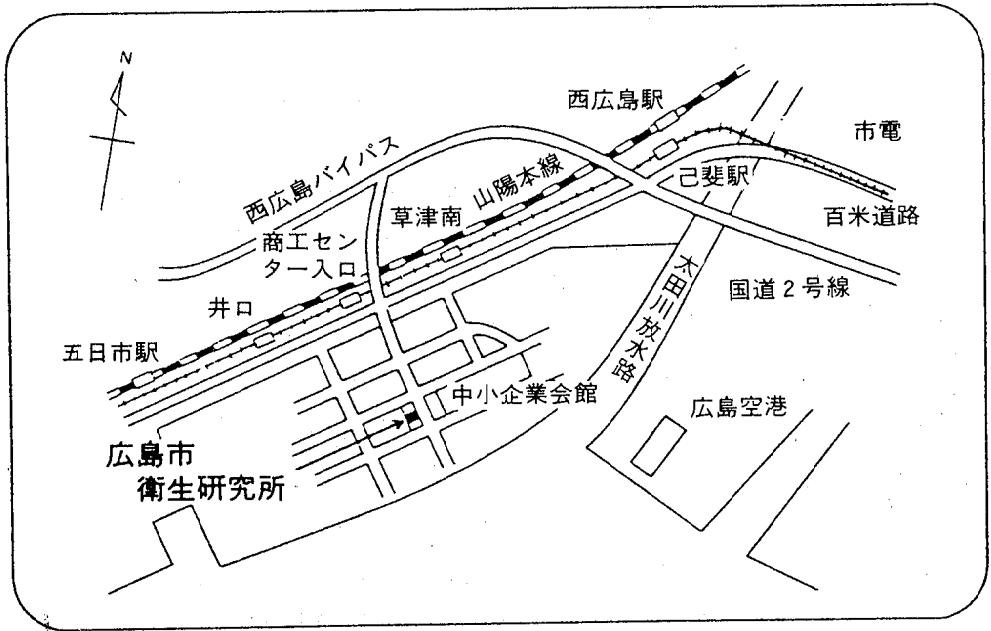 N
西広島駅
市電
西広島バイパス
山陽本線
己斐駅
草津南
百米道路
商工セン
ター入口
太田川放水路
国道2号線
井口
五日市駅
中小企業会館
広島空港
広島市
衛生研究所